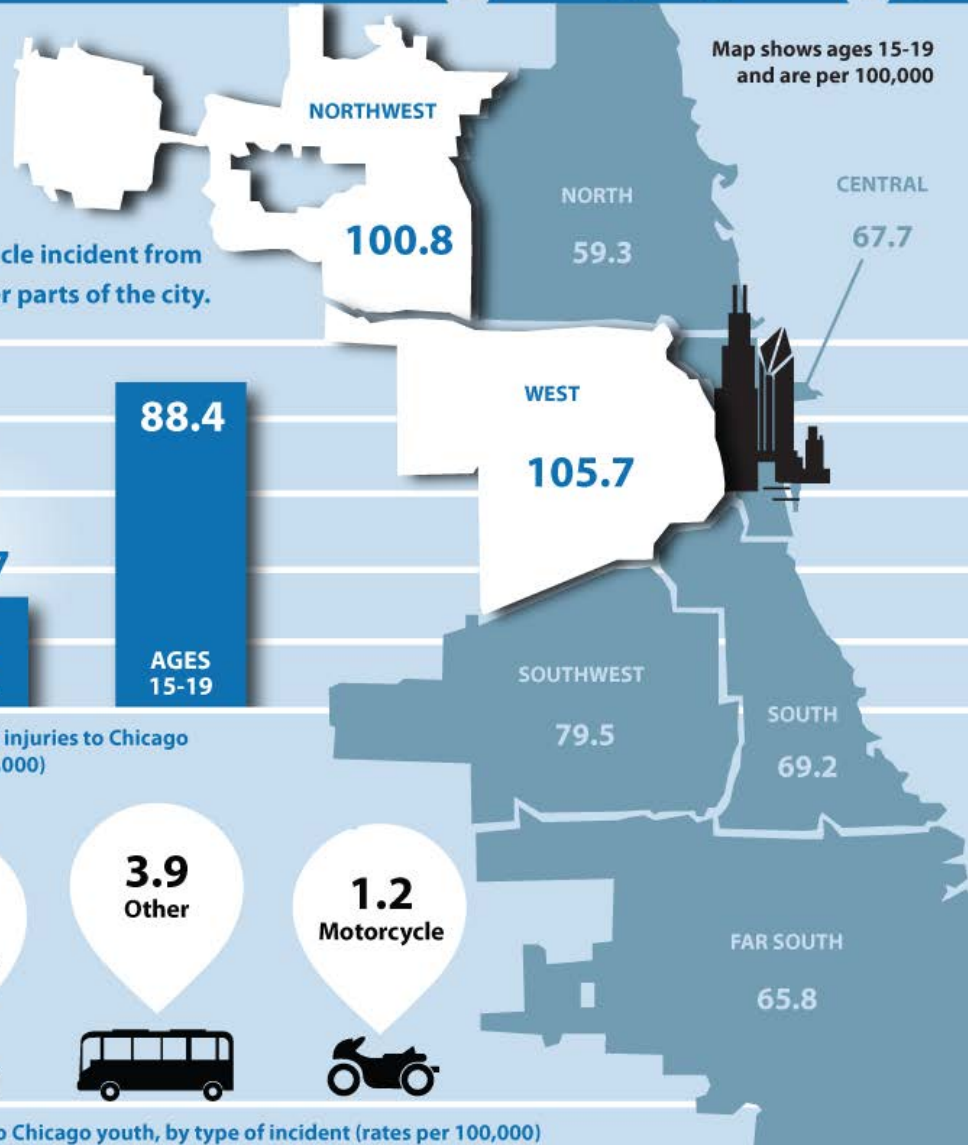 Map shows ages 15-19
and are per 100,000
NORTHWEST
100.8
NORTH
59.3
CENTRAL
67.7
cle incident from
r parts of the city.
WEST
105.7
88.4
AGES
15-19
7
injuries to Chicago
,000)
SOUTHWEST
79.5
SOUTH
69.2
3.9
Other
1.2
Motorcycle
FAR SOUTH
65.8
o Chicago youth, by type of incident (rates per 100,000)